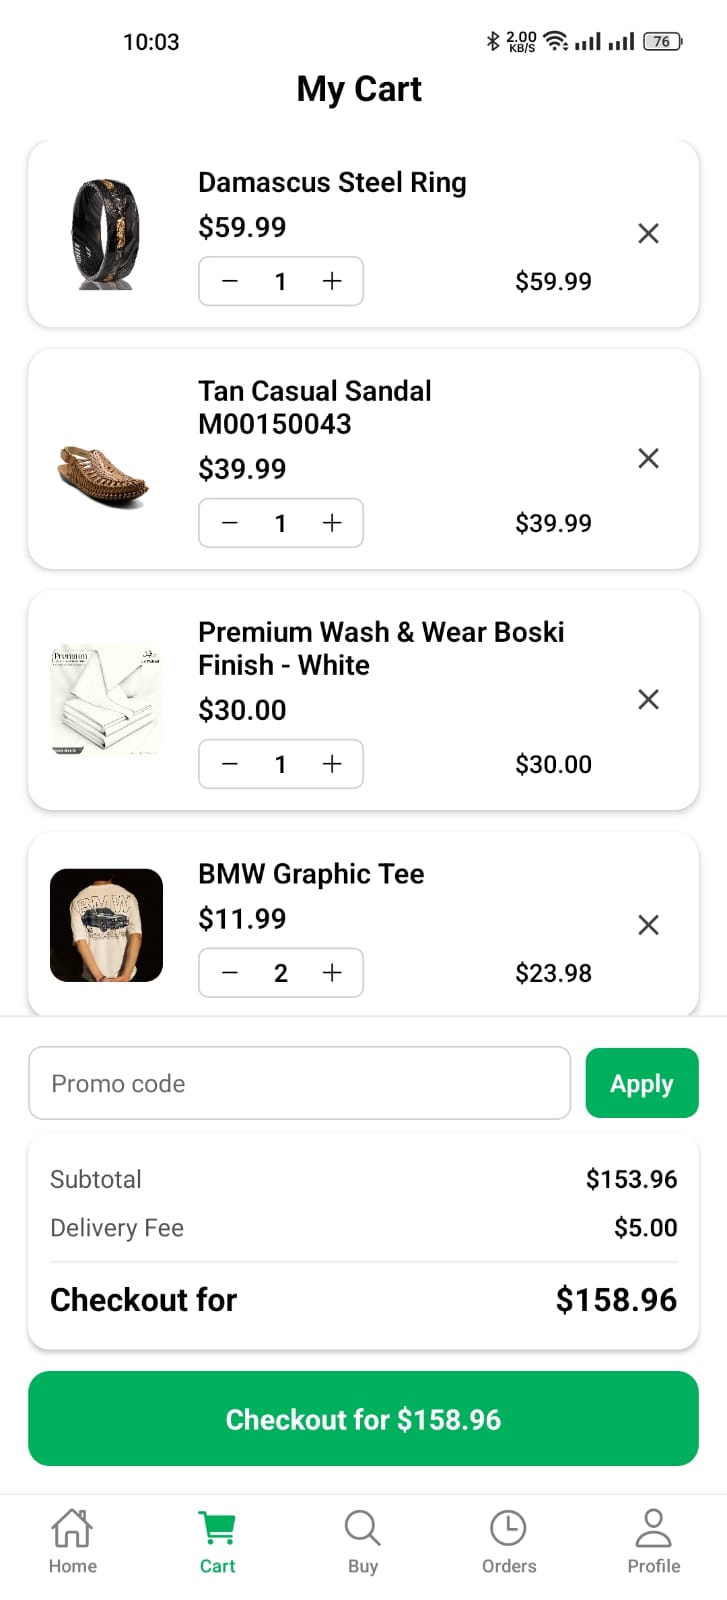 10:03
2.00
KB/S
76
My Cart
Damascus Steel Ring
$59.99
− 1 +
$59.99
Tan Casual Sandal
M00150043
$39.99
− 1 +
$39.99
Premium
Premium Wash & Wear Boski
Finish - White
$30.00
− 1 +
$30.00
BMW
BMW Graphic Tee
$11.99
− 2 +
$23.98
Promo code
Apply
Subtotal
$153.96
Delivery Fee
$5.00
Checkout for
$158.96
Checkout for $158.96
Home
Cart
Buy
Orders
Profile